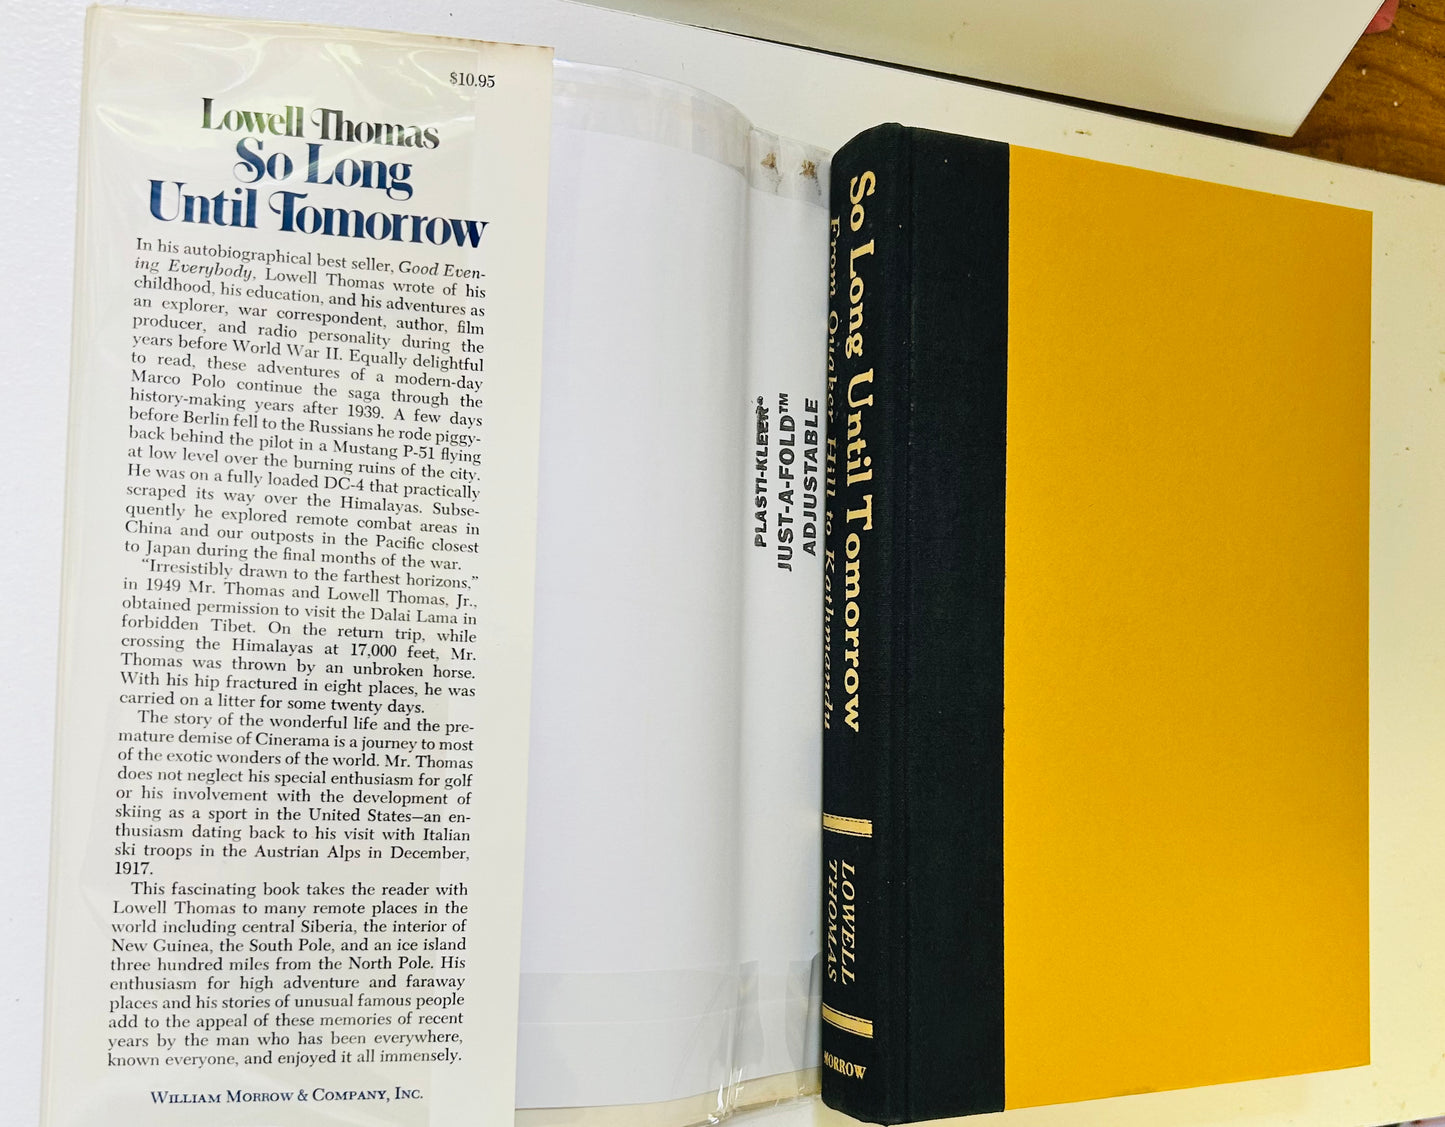 $10.95
Lowell Thomas
So Long
Until Tomorrow
In his autobiographical best seller, Good Even-
ing Everybody, Lowell Thomas wrote of his
childhood, his education, and his adventures as
an explorer, war correspondent, author, film
producer, and radio personality during the
years before World War II. Equally delightful
to read, these adventures of a modern-day
Marco Polo continue the saga through the
history-making years after 1939. A few days
before Berlin fell to the Russians he rode piggy-
back behind the pilot in a Mustang P-51 flying
at low level over the burning ruins of the city.
He was on a fully loaded DC-4 that practically
scraped its way over the Himalayas. Subse-
quently he explored remote combat areas in
China and our outposts in the Pacific closest
to Japan during the final months of the war.
"Irresistibly drawn to the farthest horizons,"
in 1949 Mr. Thomas and Lowell Thomas, Jr.,
obtained permission to visit the Dalai Lama in
forbidden Tibet. On the return trip, while
crossing the Himalayas at 17,000 feet, Mr.
Thomas was thrown by an unbroken horse.
With his hip fractured in eight places, he was
carried on a litter for some twenty days.
The story of the wonderful life and the pre-
mature demise of Cinerama is a journey to most
of the exotic wonders of the world. Mr. Thomas
does not neglect his special enthusiasm for golf
or his involvement with the development of
skiing as a sport in the United States—an en-
thusiasm dating back to his visit with Italian
ski troops in the Austrian Alps in December,
1917.
This fascinating book takes the reader with
Lowell Thomas to many remote places in the
world including central Siberia, the interior of
New Guinea, the South Pole, and an ice island
three hundred miles from the North Pole. His
enthusiasm for high adventure and faraway
places and his stories of unusual famous people
add to the appeal of these memories of recent
years by the man who has been everywhere,
known everyone, and enjoyed it all immensely.
William Morrow & Company, Inc.
PLASTI-KLEER®
JUST-A-FOLD™
ADJUSTABLE
So Long Until Tomorrow
From Quaker Hill to Kathmandu
LOWELL
THOMAS
MORROW